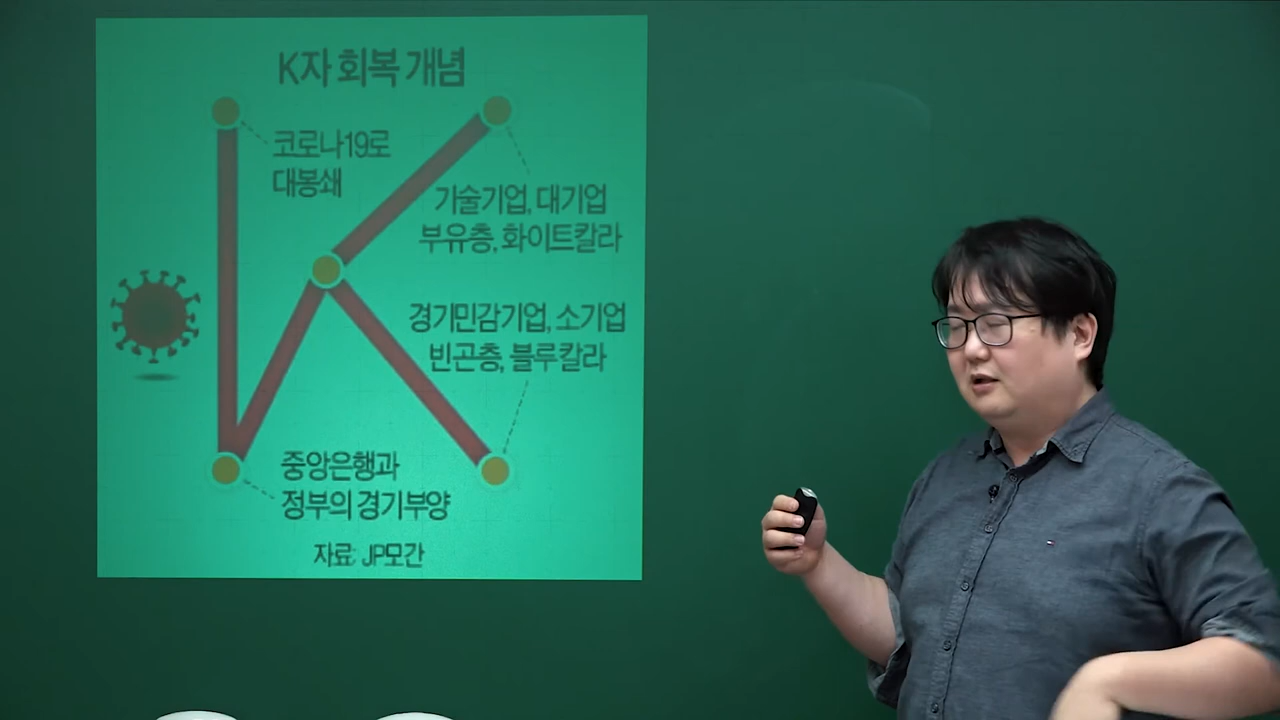 K자 회복 개념
코로나19로
대봉쇄
기술기업, 대기업
부유층, 화이트칼라
경기민감기업, 소기업
빈곤층, 블루칼라
중앙은행과
정부의 경기부양
자료: JP모간